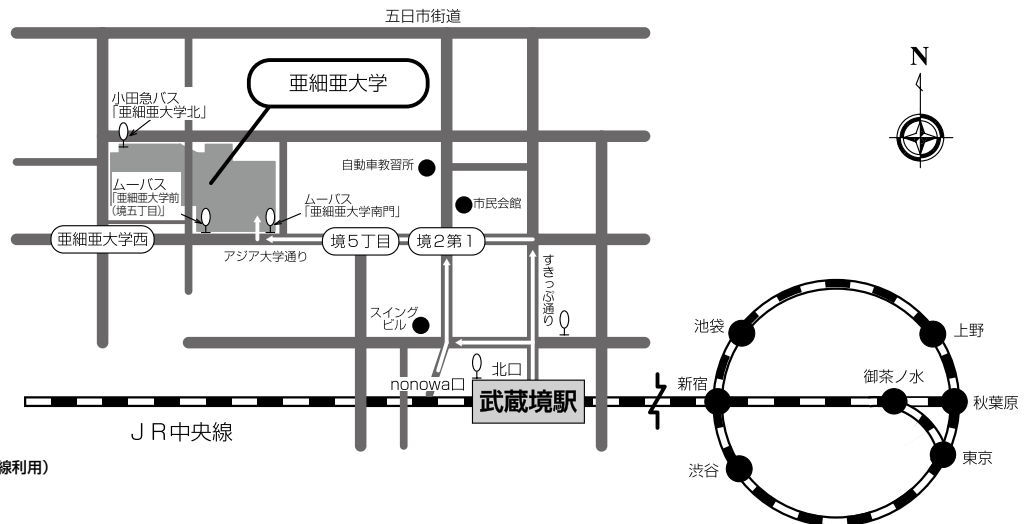 五日市街道
N
亜細亜大学
小田急バス
「亜細亜大学北」
自動車教習所
ムーバス
「亜細亜大学前
（境五丁目）」
ムーバス
「亜細亜大学南門」
市民会館
亜細亜大学西
境5丁目
境2第1
アジア大学通り
すきっぷ通り
スイング
ビル
北口
nonowa口
武蔵境駅
JR中央線
線利用）
池袋
上野
新宿
御茶ノ水
秋葉原
渋谷
東京